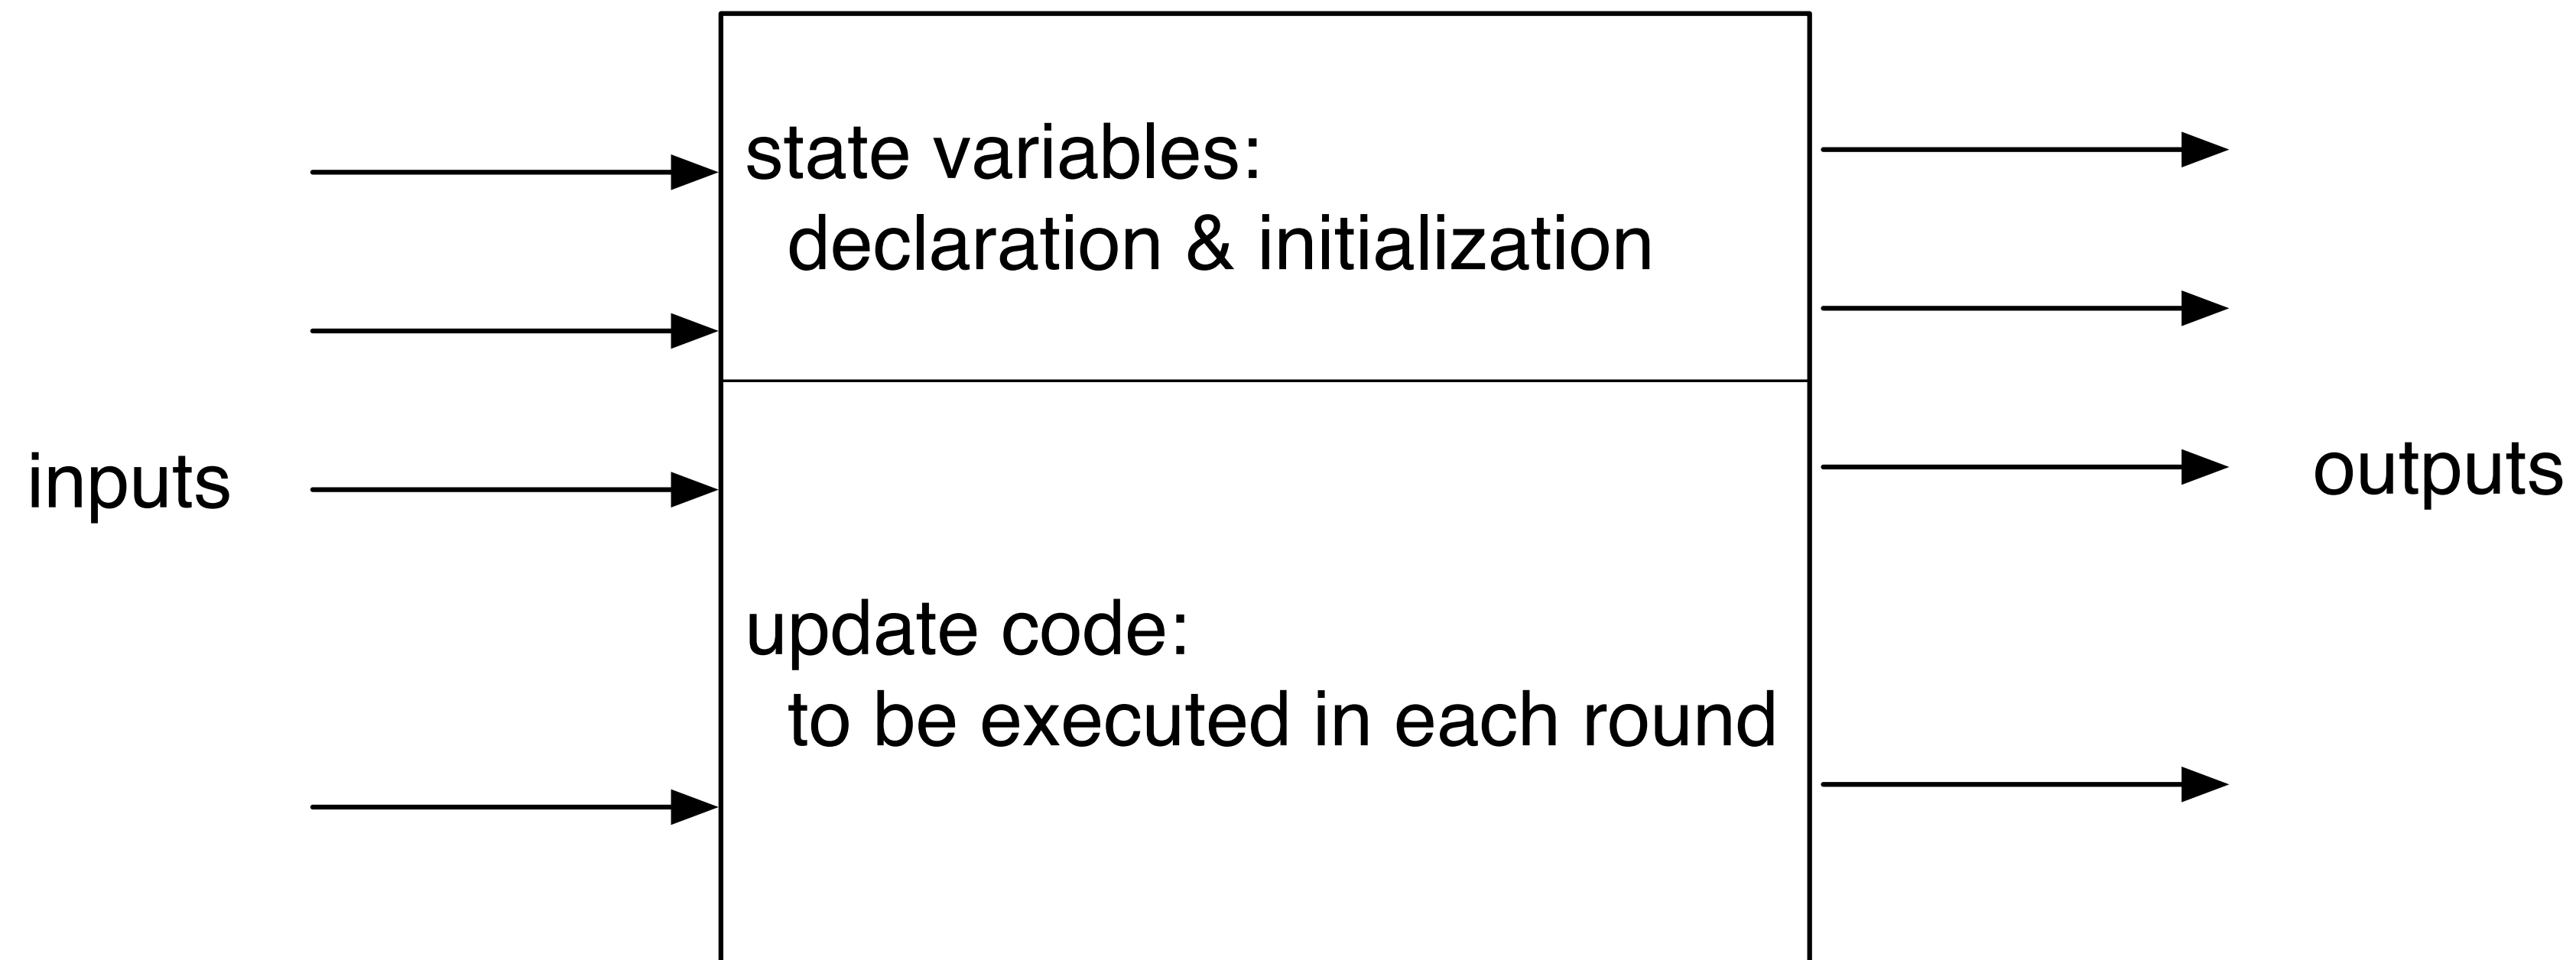 state variables:
declaration & initialization
inputs
outputs
update code:
to be executed in each round